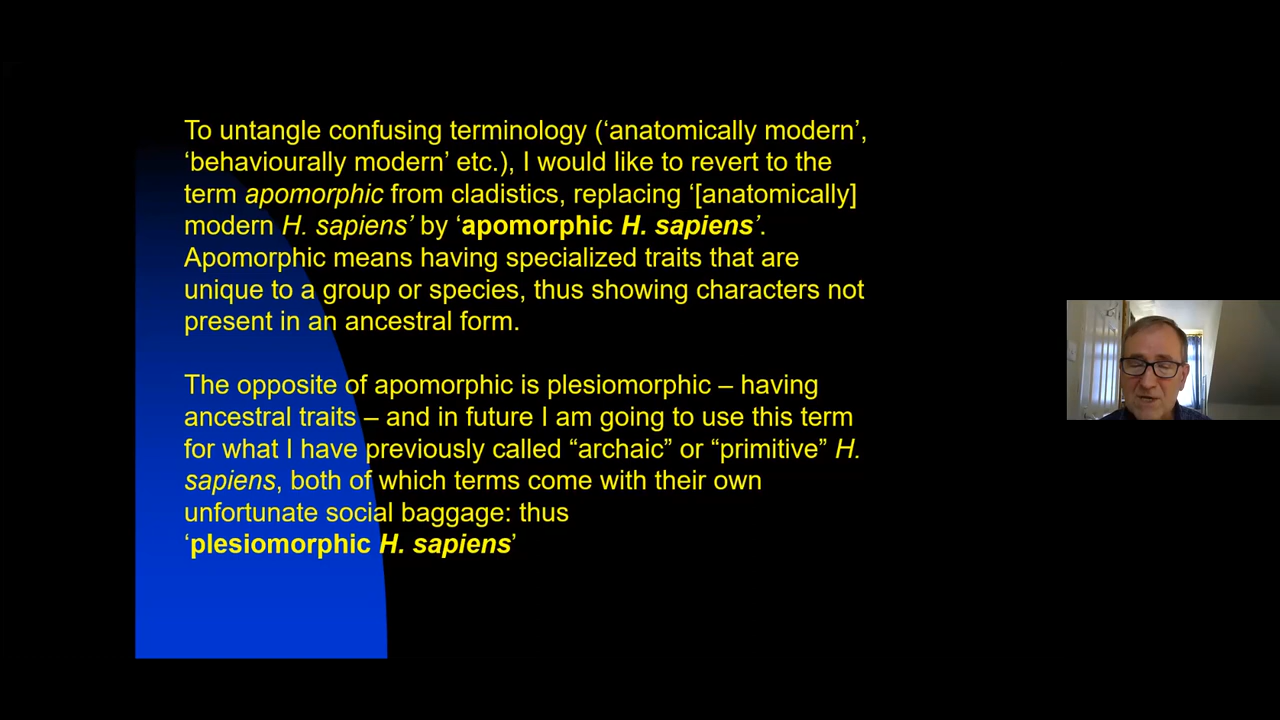 To untangle confusing terminology (‘anatomically modern’,
‘behaviourally modern’ etc.), I would like to revert to the
term apomorphic from cladistics, replacing ‘[anatomically]
modern H. sapiens’ by ‘apomorphic H. sapiens’.
Apomorphic means having specialized traits that are
unique to a group or species, thus showing characters not
present in an ancestral form.
The opposite of apomorphic is plesiomorphic – having
ancestral traits – and in future I am going to use this term
for what I have previously called “archaic” or “primitive” H.
sapiens, both of which terms come with their own
unfortunate social baggage: thus
‘plesiomorphic H. sapiens’